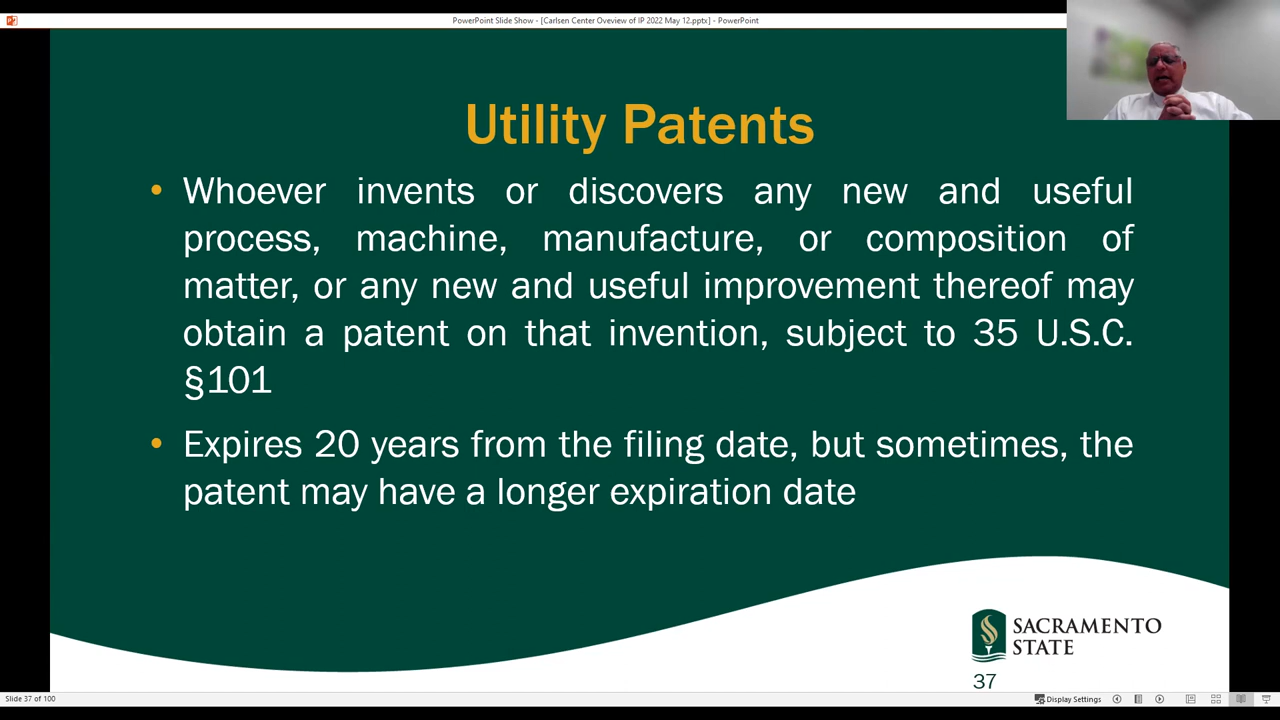 PowerPoint Slide Show - [Carlsen Center Oveview of IP 2022 May 12.pptx] - PowerPoint
Utility Patents
• Whoever invents or discovers any new and useful
process, machine, manufacture, or composition of
matter, or any new and useful improvement thereof may
obtain a patent on that invention, subject to 35 U.S.C.
§101
• Expires 20 years from the filing date, but sometimes, the
patent may have a longer expiration date
SACRAMENTO
STATE
37
Slide 37 of 100
Display Settings